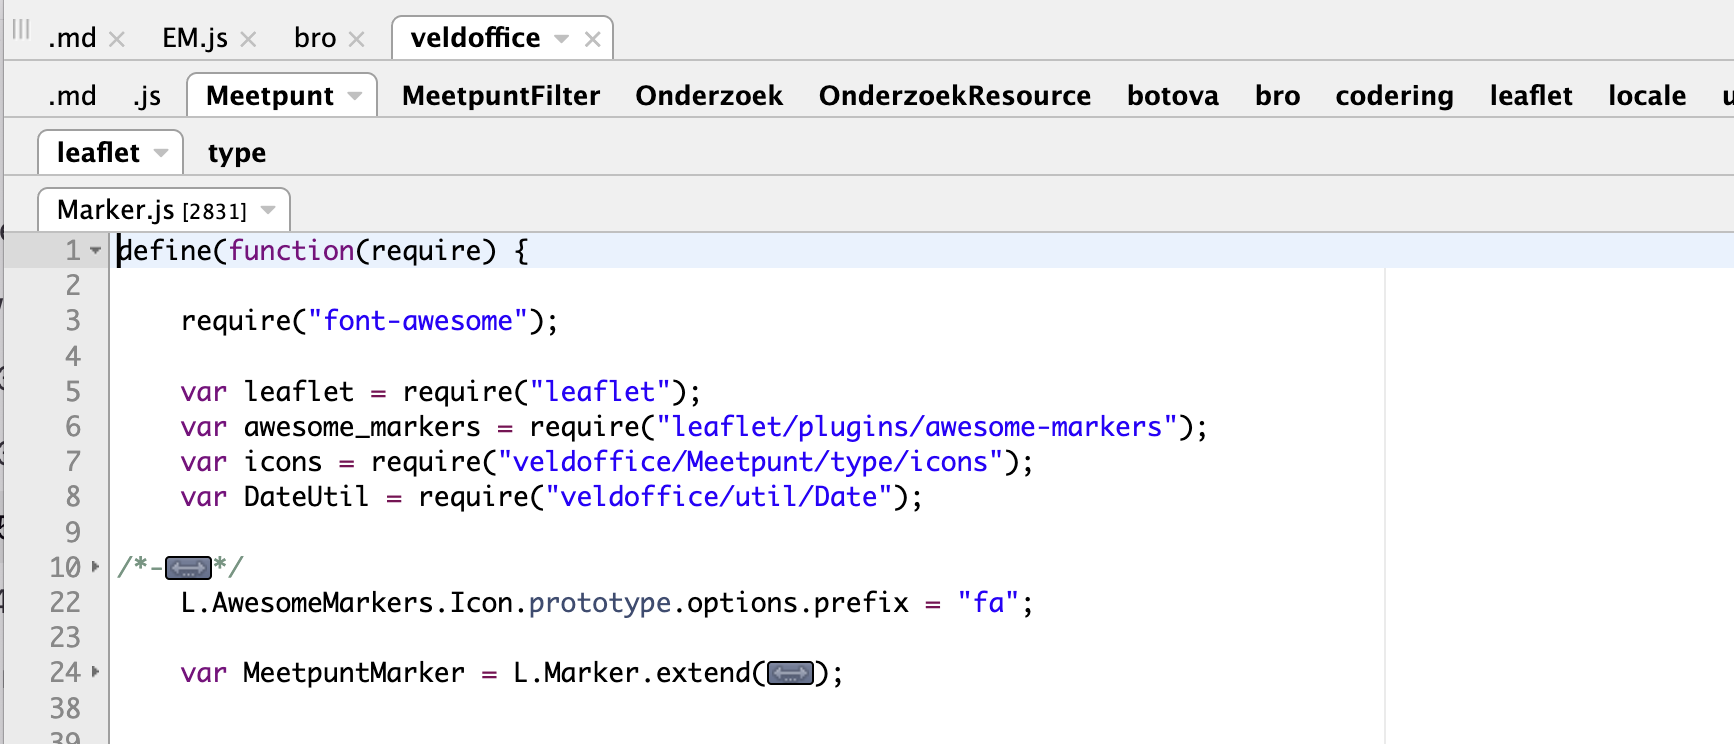 .md EM.js bro veldoffice
.md .js Meetpunt MeetpuntFilter Onderzoek OnderzoekResource botova bro codering leaflet locale
leaflet type
Marker.js [2831]
1 define(function(require) {
2
3 require("font-awesome");
4
5 var leaflet = require("leaflet");
6 var awesome_markers = require("leaflet/plugins/awesome-markers");
7 var icons = require("veldoffice/Meetpunt/type/icons");
8 var DateUtil = require("veldoffice/util/Date");
9
10 /*-*/
22 L.AwesomeMarkers.Icon.prototype.options.prefix = "fa";
23
24 var MeetpuntMarker = L.Marker.extend();
38
39